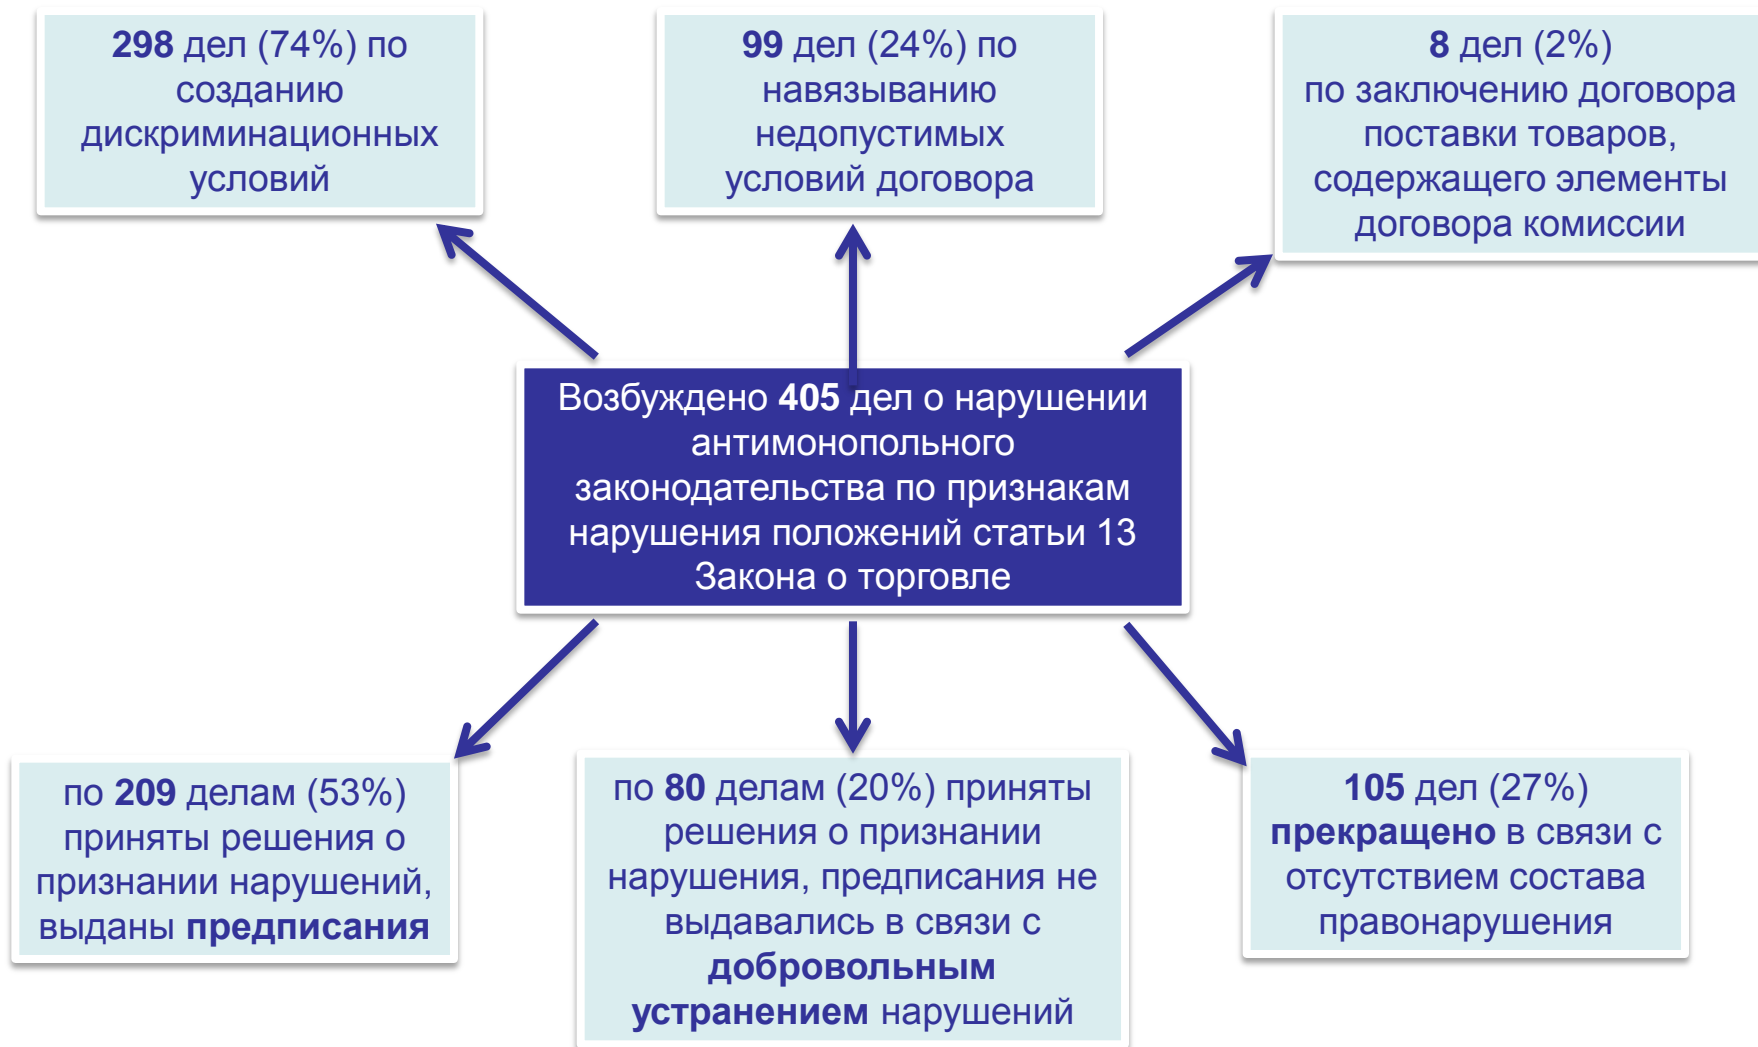 298 дел (74%) по
созданию
дискриминационных
условий
99 дел (24%) по
навязыванию
недопустимых
условий договора
8 дел (2%)
по заключению договора
поставки товаров,
содержащего элементы
договора комиссии
Возбуждено 405 дел о нарушении
антимонопольного
законодательства по признакам
нарушения положений статьи 13
Закона о торговле
по 209 делам (53%)
приняты решения о
признании нарушений,
выданы предписания
по 80 делам (20%) приняты
решения о признании
нарушения, предписания не
выдавались в связи с
добровольным
устранением нарушений
105 дел (27%)
прекращено в связи с
отсутствием состава
правонарушения